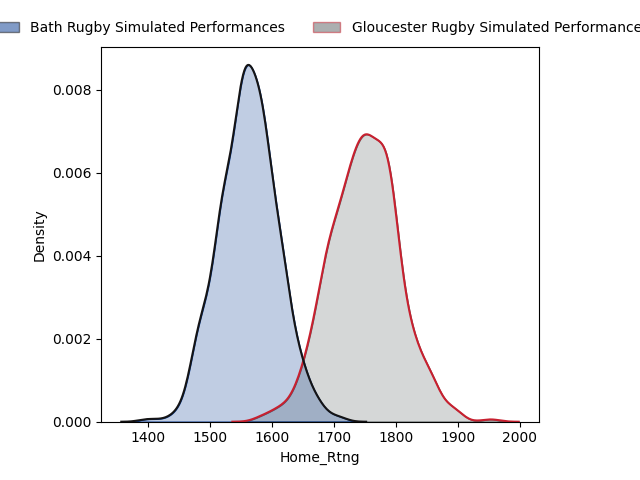 Bath Rugby Simulated Performances Gloucester Rugby Simulated Performance
0.008
0.006
0.004
0.002
0.000
Density
1400 1500 1600 1700 1800 1900 2000
Home_Rtng